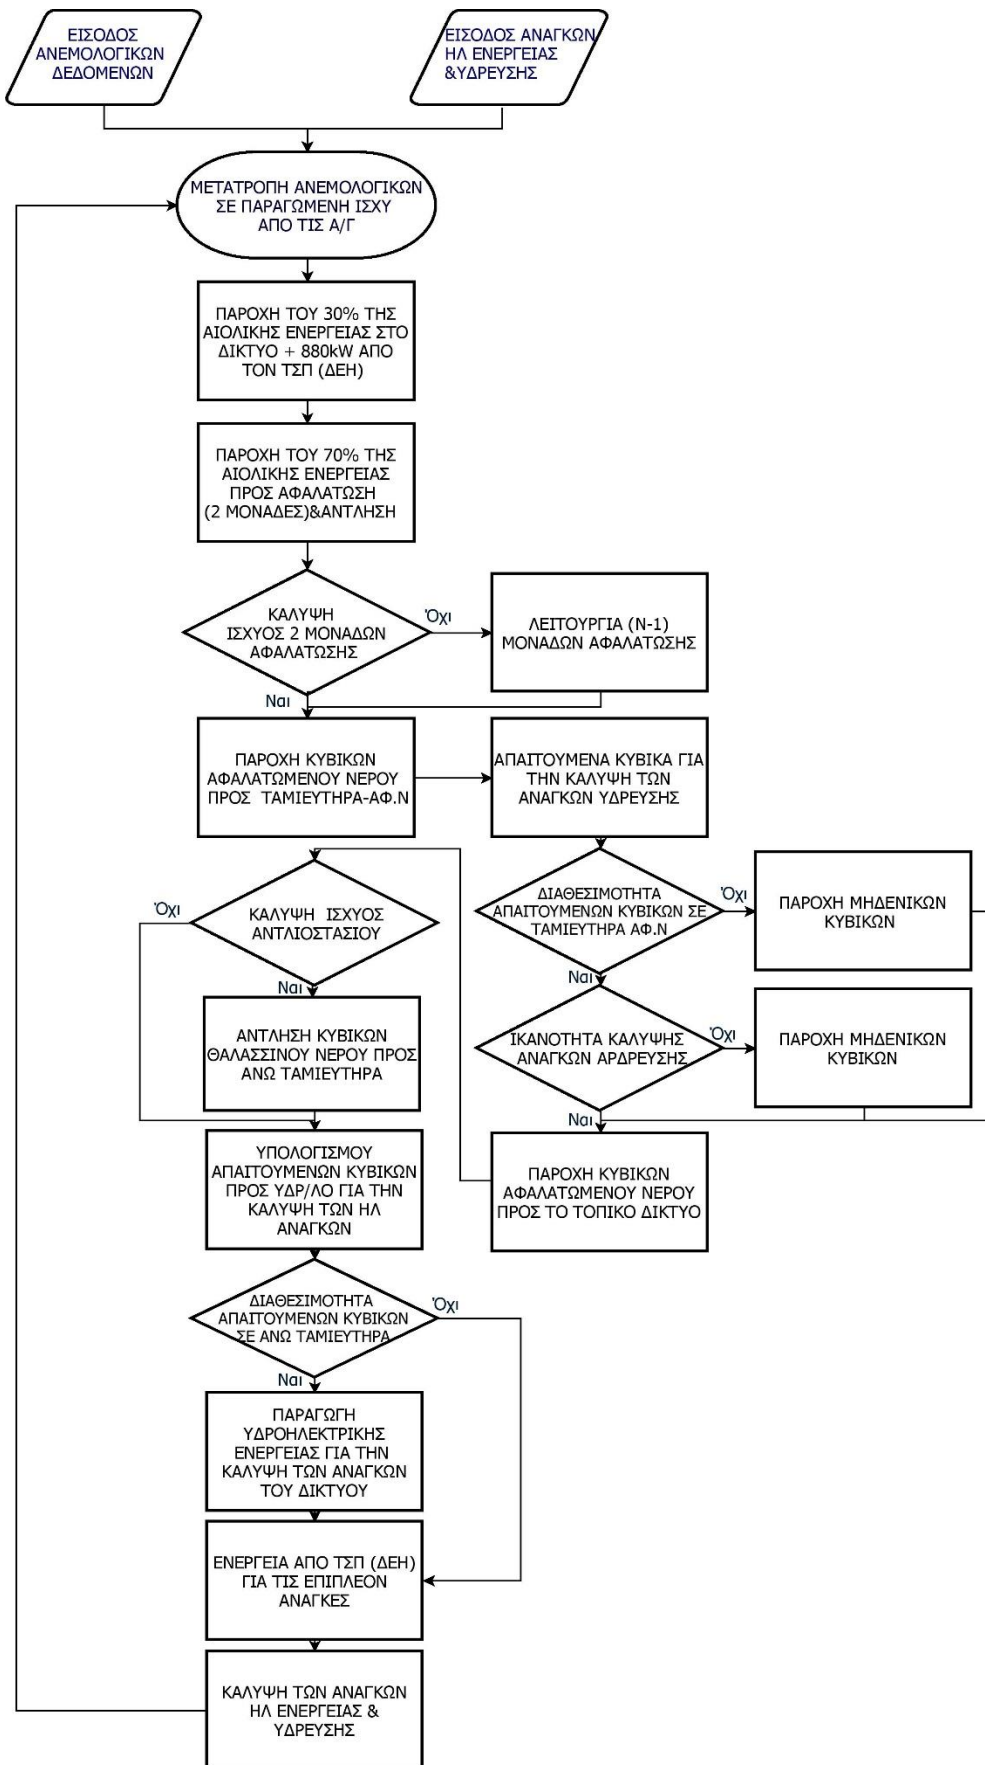 ΕΙΣΟΔΟΣ
ΑΝΕΜΟΛΟΓΙΚΩΝ
ΔΕΔΟΜΕΝΩΝ
ΕΙΣΟΔΟΣ ΑΝΑΓΚΩΝ
ΗΛ ΕΝΕΡΓΕΙΑΣ
&ΥΔΡΕΥΣΗΣ
ΜΕΤΑΤΡΟΠΗ ΑΝΕΜΟΛΟΓΙΚΩΝ
ΣΕ ΠΑΡΑΓΩΜΕΝΗ ΙΣΧΥ
ΑΠΟ ΤΙΣ Α/Γ
ΠΑΡΟΧΗ ΤΟΥ 30% ΤΗΣ
ΑΙΟΛΙΚΗΣ ΕΝΕΡΓΕΙΑΣ ΣΤΟ
ΔΙΚΤΥΟ + 880kW ΑΠΟ
ΤΟΝ ΤΣΠ (ΔΕΗ)
ΠΑΡΟΧΗ ΤΟΥ 70% ΤΗΣ
ΑΙΟΛΙΚΗΣ ΕΝΕΡΓΕΙΑΣ
ΠΡΟΣ ΑΦΑΛΑΤΩΣΗ
(2 ΜΟΝΑΔΕΣ)&ΑΝΤΛΗΣΗ
ΚΑΛΥΨΗ
ΙΣΧΥΟΣ 2 ΜΟΝΑΔΩΝ
ΑΦΑΛΑΤΩΣΗΣ
Όχι
ΛΕΙΤΟΥΡΓΙΑ (Ν-1)
ΜΟΝΑΔΩΝ ΑΦΑΛΑΤΩΣΗΣ
Ναι
ΠΑΡΟΧΗ ΚΥΒΙΚΩΝ
ΑΦΑΛΑΤΩΜΕΝΟΥ ΝΕΡΟΥ
ΠΡΟΣ ΤΑΜΙΕΥΤΗΡΑ-ΑΦ.Ν
ΑΠΑΙΤΟΥΜΕΝΑ ΚΥΒΙΚΑ ΓΙΑ
ΤΗΝ ΚΑΛΥΨΗ ΤΩΝ
ΑΝΑΓΚΩΝ ΥΔΡΕΥΣΗΣ
ΔΙΑΘΕΣΙΜΟΤΗΤΑ
ΑΠΑΙΤΟΥΜΕΝΩΝ ΚΥΒΙΚΩΝ ΣΕ
ΤΑΜΙΕΥΤΗΡΑ ΑΦ.Ν
Όχι
ΠΑΡΟΧΗ ΜΗΔΕΝΙΚΩΝ
ΚΥΒΙΚΩΝ
Ναι
ΙΚΑΝΟΤΗΤΑ ΚΑΛΥΨΗΣ
ΑΝΑΓΚΩΝ ΑΡΔΡΕΥΣΗΣ
Όχι
ΠΑΡΟΧΗ ΜΗΔΕΝΙΚΩΝ
ΚΥΒΙΚΩΝ
Ναι
ΠΑΡΟΧΗ ΚΥΒΙΚΩΝ
ΑΦΑΛΑΤΩΜΕΝΟΥ ΝΕΡΟΥ
ΠΡΟΣ ΤΟ ΤΟΠΙΚΟ ΔΙΚΤΥΟ
ΚΑΛΥΨΗ ΙΣΧΥΟΣ
ΑΝΤΛΙΟΣΤΑΣΙΟΥ
Όχι
Ναι
ΑΝΤΛΗΣΗ ΚΥΒΙΚΩΝ
ΘΑΛΑΣΣΙΝΟΥ ΝΕΡΟΥ ΠΡΟΣ
ΑΝΩ ΤΑΜΙΕΥΤΗΡΑ
ΥΠΟΛΟΓΙΣΜΟΥ
ΑΠΑΙΤΟΥΜΕΝΩΝ ΚΥΒΙΚΩΝ
ΠΡΟΣ ΥΔΡ/ΛΟ ΓΙΑ ΤΗΝ
ΚΑΛΥΨΗ ΤΩΝ ΗΛ
ΑΝΑΓΚΩΝ
ΔΙΑΘΕΣΙΜΟΤΗΤΑ
ΑΠΑΙΤΟΥΜΕΝΩΝ ΚΥΒΙΚΩΝ
ΣΕ ΑΝΩ ΤΑΜΙΕΥΤΗΡΑ
Όχι
Ναι
ΠΑΡΑΓΩΓΗ
ΥΔΡΟΗΛΕΚΤΡΙΚΗΣ
ΕΝΕΡΓΕΙΑΣ ΓΙΑ ΤΗΝ
ΚΑΛΥΨΗ ΤΩΝ ΑΝΑΓΚΩΝ
ΤΟΥ ΔΙΚΤΥΟΥ
ΕΝΕΡΓΕΙΑ ΑΠΟ ΤΣΠ (ΔΕΗ)
ΓΙΑ ΤΙΣ ΕΠΙΠΛΕΟΝ
ΑΝΑΓΚΕΣ
ΚΑΛΥΨΗ ΤΩΝ ΑΝΑΓΚΩΝ
ΗΛ ΕΝΕΡΓΕΙΑΣ &
ΥΔΡΕΥΣΗΣ